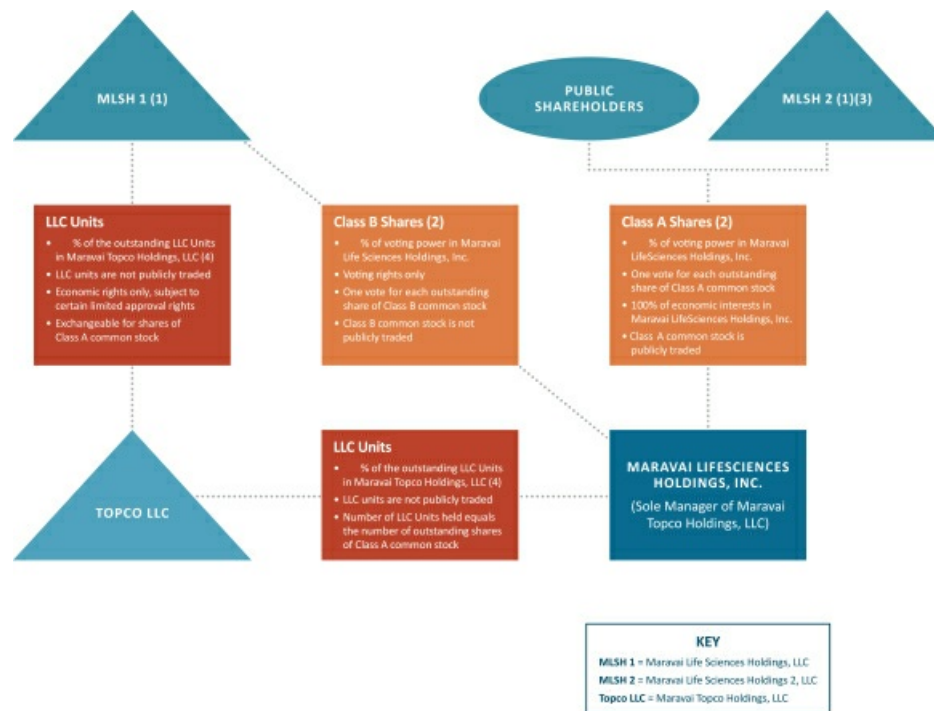 MLSH 1 (1)
PUBLIC
SHAREHOLDERS
MLSH 2 (1)(3)
LLC Units
• % of the outstanding LLC Units
in Maravai Topco Holdings, LLC (4)
• LLC units are not publicly traded
• Economic rights only, subject to
certain limited approval rights
• Exchangeable for shares of
Class A common stock
Class B Shares (2)
• % of voting power in Maravai
Life Sciences Holdings, Inc.
• Voting rights only
• One vote for each outstanding
share of Class B common stock
• Class B common stock is not
publicly traded
Class A Shares (2)
• % of voting power in Maravai
LifeSciences Holdings, Inc.
• One vote for each outstanding
share of Class A common stock
• 100% of economic interests in
Maravai LifeSciences Holdings, Inc.
• Class A common stock is
publicly traded
TOPCO LLC
LLC Units
• % of the outstanding LLC Units
in Maravai Topco Holdings, LLC (4)
• LLC units are not publicly traded
• Number of LLC Units held equals
the number of outstanding shares
of Class A common stock
MARAVAI LIFESCIENCES
HOLDINGS, INC.
(Sole Manager of Maravai
Topco Holdings, LLC)
KEY
MLSH 1 = Maravai Life Sciences Holdings, LLC
MLSH 2 = Maravai Life Sciences Holdings 2, LLC
Topco LLC = Maravai Topco Holdings, LLC